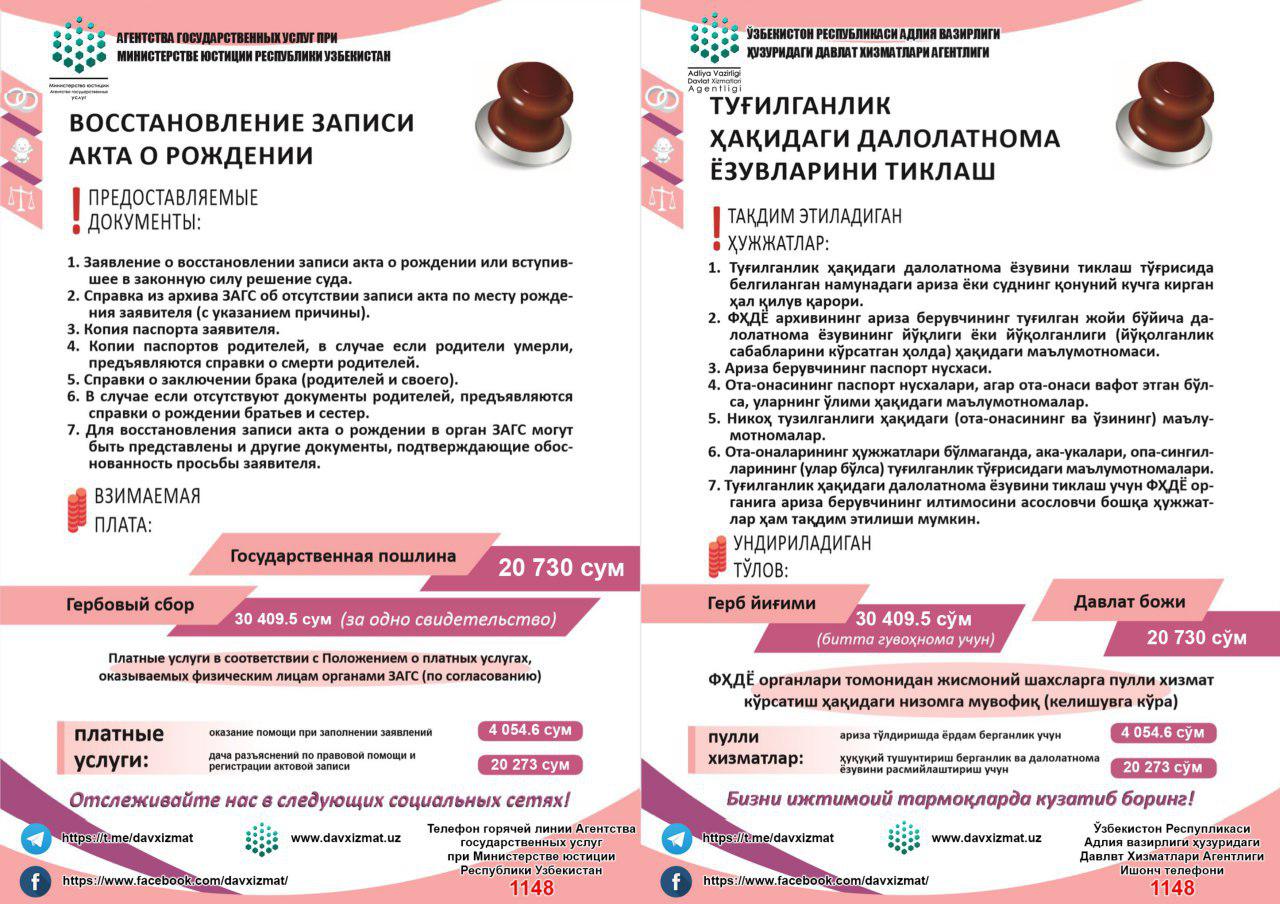 АГЕНТСТВА ГОСУДАРСТВЕННЫХ УСЛУГ ПРИ
МИНИСТЕРСТВЕ ЮСТИЦИИ РЕСПУБЛИКИ УЗБЕКИСТАН
Министерства юстиции
Агентства государственных
услуг
ВОССТАНОВЛЕНИЕ ЗАПИСИ
АКТА О РОЖДЕНИИ
ПРЕДОСТАВЛЯЕМЫЕ
ДОКУМЕНТЫ:
1. Заявление о восстановлении записи акта о рождении или вступив-
шее в законную силу решение суда.
2. Справка из архива ЗАГС об отсутствии записи акта по месту рожде-
ния заявителя (с указанием причины).
3. Копия паспорта заявителя.
4. Копии паспортов родителей, в случае если родители умерли,
предъявляются справки о смерти родителей.
5. Справки о заключении брака (родителей и своего).
6. В случае если отсутствуют документы родителей, предъявляются
справки о рождении братьев и сестер.
7. Для восстановления записи акта о рождении в орган ЗАГС могут
быть представлены и другие документы, подтверждающие обос-
нованность просьбы заявителя.
ВЗИМАЕМАЯ
ПЛАТА:
Государственная пошлина
20 730 сум
Гербовый сбор
30 409.5 сум (за одно свидетельство)
Платные услуги в соответствии с Положением о платных услугах,
оказываемых физическим лицам органами ЗАГС (по согласованию)
платные
услуги:
оказание помощи при заполнении заявлений
4 054.6 сум
дача разъяснений по правовой помощи и
регистрации актовой записи
20 273 сум
Отслеживайте нас в следующих социальных сетях!
https://t.me/davxizmat
www.davxizmat.uz
https://www.facebook.com/davxizmat/
Телефон горячей линии Агентства
государственных услуг
при Министерстве юстиции
Республики Узбекистан
1148
ЎЗБЕКИСТОН РЕСПУБЛИКАСИ АДЛИЯ ВАЗИРЛИГИ
ҲУЗУРИДАГИ ДАВЛАТ ХИЗМАТЛАРИ АГЕНТЛИГИ
Adliya Vazirligi
Davlat Xizmatlari
Agentligi
ТУҒИЛГАНЛИК
ҲАҚИДАГИ ДАЛОЛАТНОМА
ЁЗУВЛАРИНИ ТИКЛАШ
ТАҚДИМ ЭТИЛАДИГАН
ҲУЖЖАТЛАР:
1. Туғилганлик ҳақидаги далолатнома ёзувини тиклаш тўғрисида
белгиланган намунадаги ариза ёки суднинг қонуний кучга кирган
ҳал қилув қарори.
2. ФҲДЁ архивининг ариза берувчининг туғилган жойи бўйича да-
лолатнома ёзувининг йўқлиги ёки йўқолганлиги (йўқолганлик
сабабларини кўрсатган ҳолда) ҳақидаги маълумотномаси.
3. Ариза берувчининг паспорт нусхаси.
4. Ота-онасининг паспорт нусхалари, агар ота-онаси вафот этган бўл-
са, уларнинг ўлими ҳақидаги маълумотномалар.
5. Никоҳ тузилганлиги ҳақидаги (ота-онасининг ва ўзининг) маълу-
мотномалар.
6. Ота-оналарининг ҳужжатлари бўлмаганда, ака-укалари, опа-сингил-
ларининг (улар бўлса) туғилганлик тўғрисидаги маълумотномалари.
7. Туғилганлик ҳақидаги далолатнома ёзувини тиклаш учун ФҲДЁ ор-
ганига ариза берувчининг илтимосини асословчи бошқа ҳужжат-
лар ҳам тақдим этилиши мумкин.
УНДИРИЛАДИГАН
ТЎЛОВ:
Герб йиғими
30 409.5 сўм
(битта гувоҳнома учун)
Давлат божи
20 730 сўм
ФҲДЁ органлари томонидан жисмоний шахсларга пулли хизмат
кўрсатиш ҳақидаги низомга мувофиқ (келишувга кўра)
пулли
хизматлар:
ариза тўлдиришда ёрдам берганлик учун
4 054.6 сўм
ҳуқуқий тушунтириш берганлик ва далолатнома
ёзувини расмийлаштириш учун
20 273 сўм
Бизни ижтимоий тармоқларда кузатиб боринг!
https://t.me/davxizmat
www.davxizmat.uz
https://www.facebook.com/davxizmat/
Ўзбекистон Респупликаси
Адлия вазирлиги ҳузуридаги
Давлвт Хизматлари Агентлиги
Ишонч телефони
1148